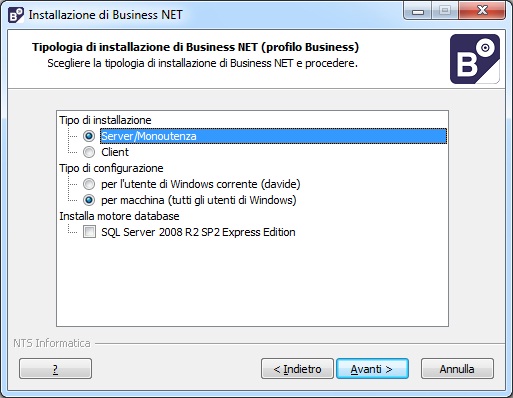 Installazione di Business NET
Tipologia di installazione di Business NET (profilo Business)
Scegliere la tipologia di installazione di Business NET e procedere.
B
Tipo di installazione
Server/Monoutenza
Client
Tipo di configurazione
per l'utente di Windows corrente (davide)
per macchina (tutti gli utenti di Windows)
Installa motore database
SQL Server 2008 R2 SP2 Express Edition
NTS Informatica
?
< Indietro
Avanti >
Annulla